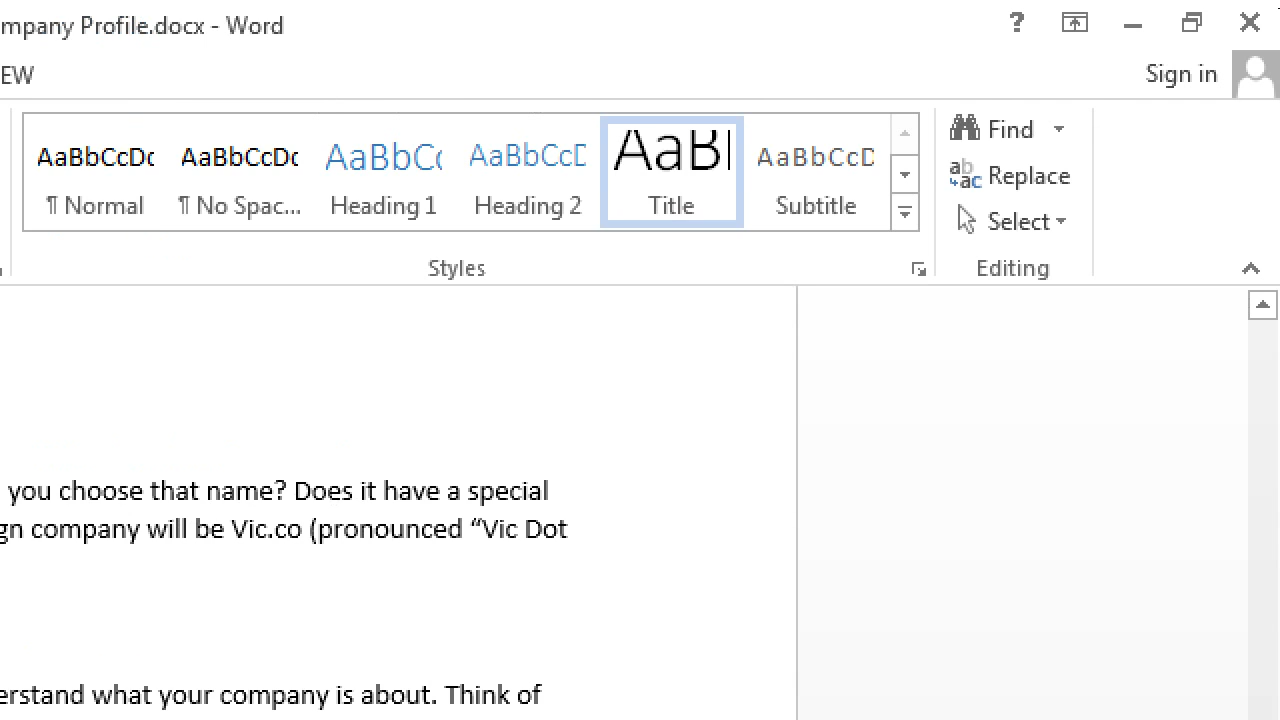 mpany Profile.docx - Word
?
EW
Sign in
AaBbCcDc AaBbCcDc AaBbCc AaBbCcD AaB AaBbCcD
¶ Normal ¶ No Spac... Heading 1 Heading 2 Title Subtitle
Styles
Find
Replace
Select
Editing
you choose that name? Does it have a special
gn company will be Vic.co (pronounced “Vic Dot
erstand what your company is about. Think of